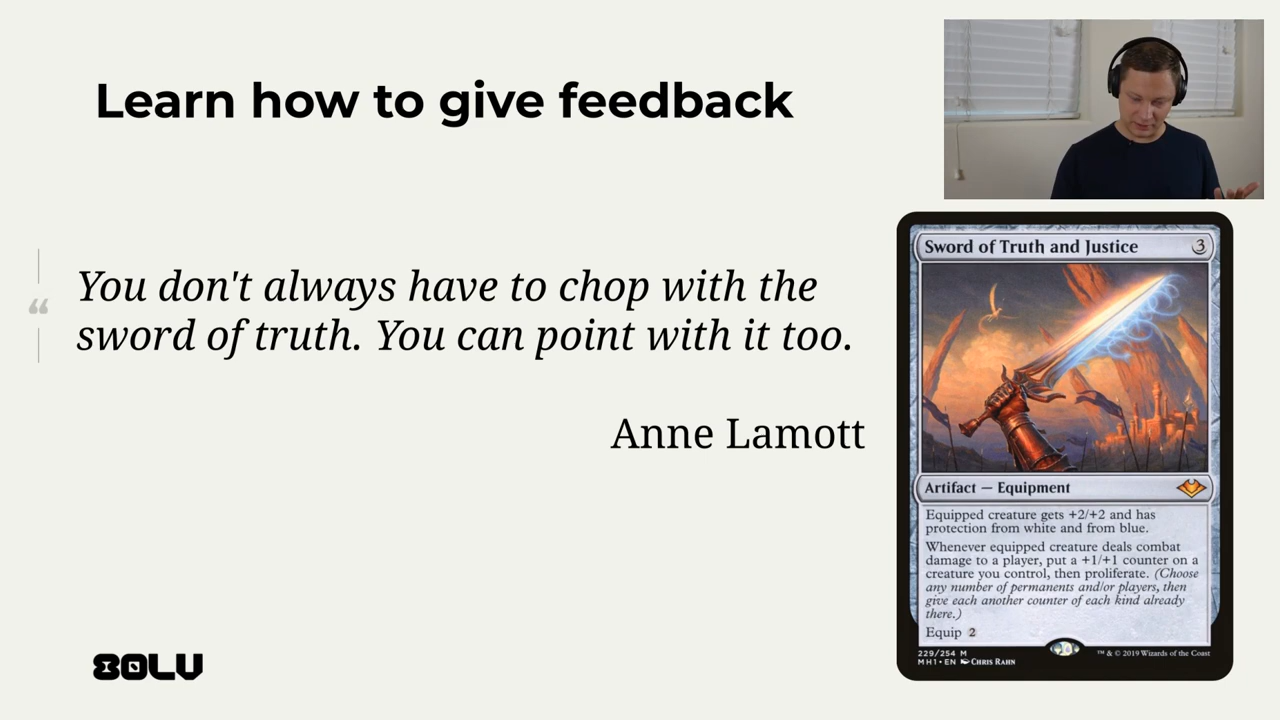 Learn how to give feedback
“
You don't always have to chop with the
sword of truth. You can point with it too.
Anne Lamott
80LV
Sword of Truth and Justice 3
Artifact — Equipment
Equipped creature gets +2/+2 and has
protection from white and from blue.
Whenever equipped creature deals combat
damage to a player, put a +1/+1 counter on a
creature you control, then proliferate. (Choose
any number of permanents and/or players, then
give each another counter of each kind already
there.)
Equip 2
229/254 M
MH1 • EN Chris Rahn
™ & © 2019 Wizards of the Coast